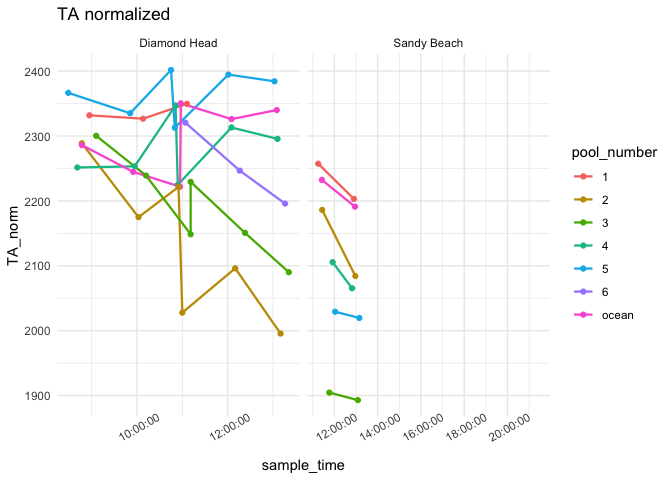 TA normalized
Diamond Head
Sandy Beach
2400
2300
2200
2100
2000
1900
TA_norm
10:00:00
12:00:00
12:00:00
14:00:00
16:00:00
18:00:00
20:00:00
sample_time
pool_number
1
2
3
4
5
6
ocean